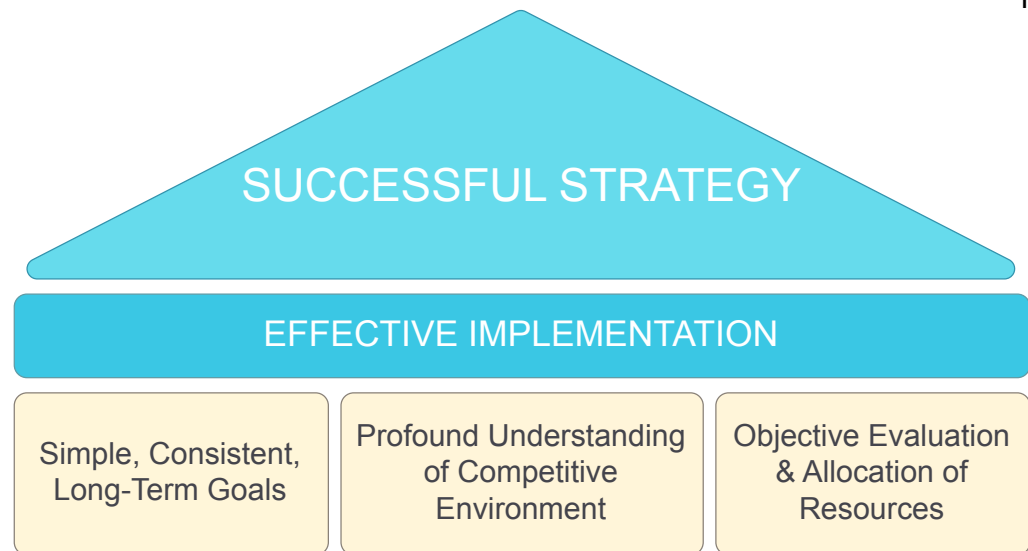 SUCCESSFUL STRATEGY
EFFECTIVE IMPLEMENTATION
Simple, Consistent,
Long-Term Goals
Profound Understanding
of Competitive
Environment
Objective Evaluation
& Allocation of
Resources